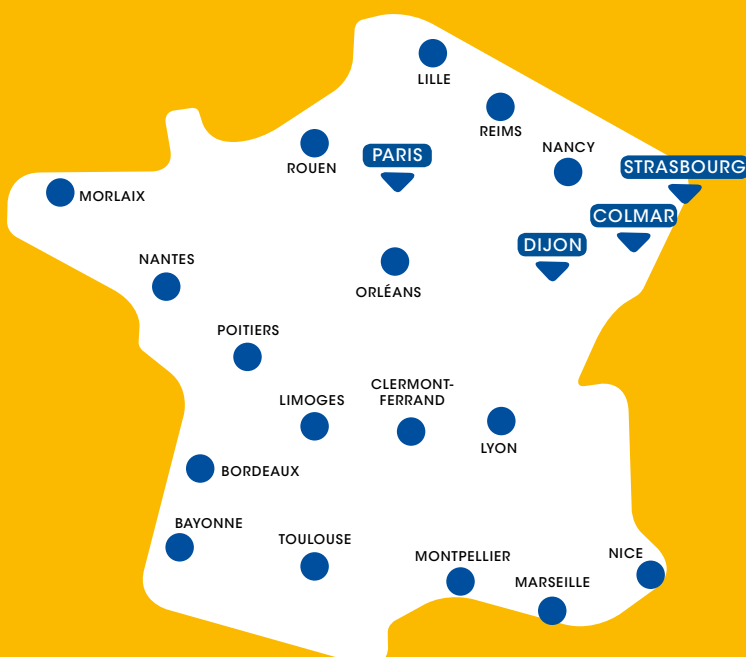 LILLE
REIMS
NANCY
PARIS
ROUEN
STRASBOURG
MORLAIX
COLMAR
DIJON
NANTES
ORLÉANS
POITIERS
CLERMONT-
FERRAND
LIMOGES
LYON
BORDEAUX
BAYONNE
TOULOUSE
MONTPELLIER
NICE
MARSEILLE